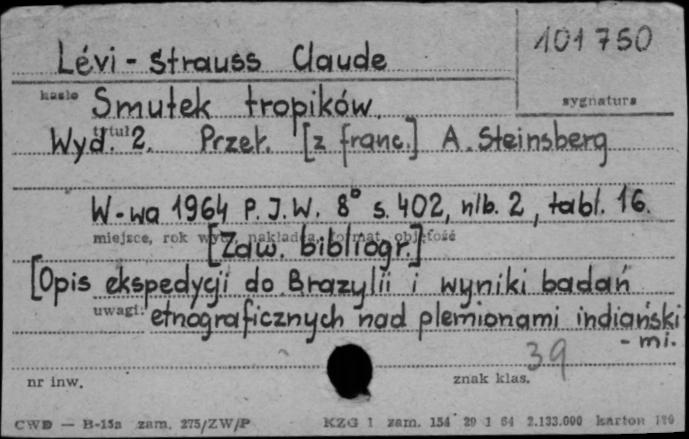 101750
Lévi-Strauss Claude
hasło
sygnatura
Smutek tropików.
tytuł
Wyd. 2. Przeł. [z franc.] A. Steinsberg
W-wa 1964 P.I.W. 8° s. 402, nlb. 2, tabl. 16.
miejsce, rok wyd., nakładca, format, objętość
[Zaw. bibliogr.]
[Opis ekspedycji do Brazylii i wyniki badań
uwagi: etnograficznych nad plemionami indiański
-mi.
39
nr inw. znak klas.
CWD — B-15a zam. 275/ZW/P KZG 1 zam. 154 29 1 64 2.133.000 karton